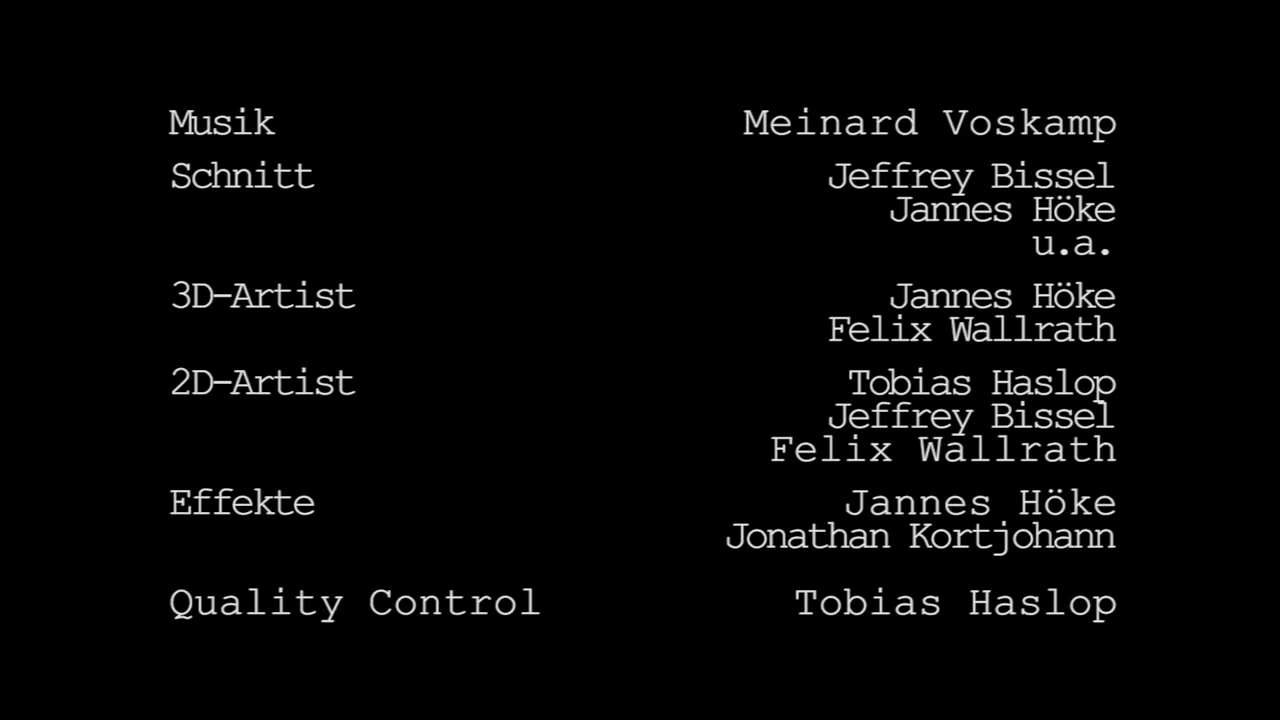 Musik Meinard Voskamp
Schnitt Jeffrey Bissel
Jannes Höke
u.a.
3D-Artist Jannes Höke
Felix Wallrath
2D-Artist Tobias Haslop
Jeffrey Bissel
Felix Wallrath
Effekte Jannes Höke
Jonathan Kortjohann
Quality Control Tobias Haslop